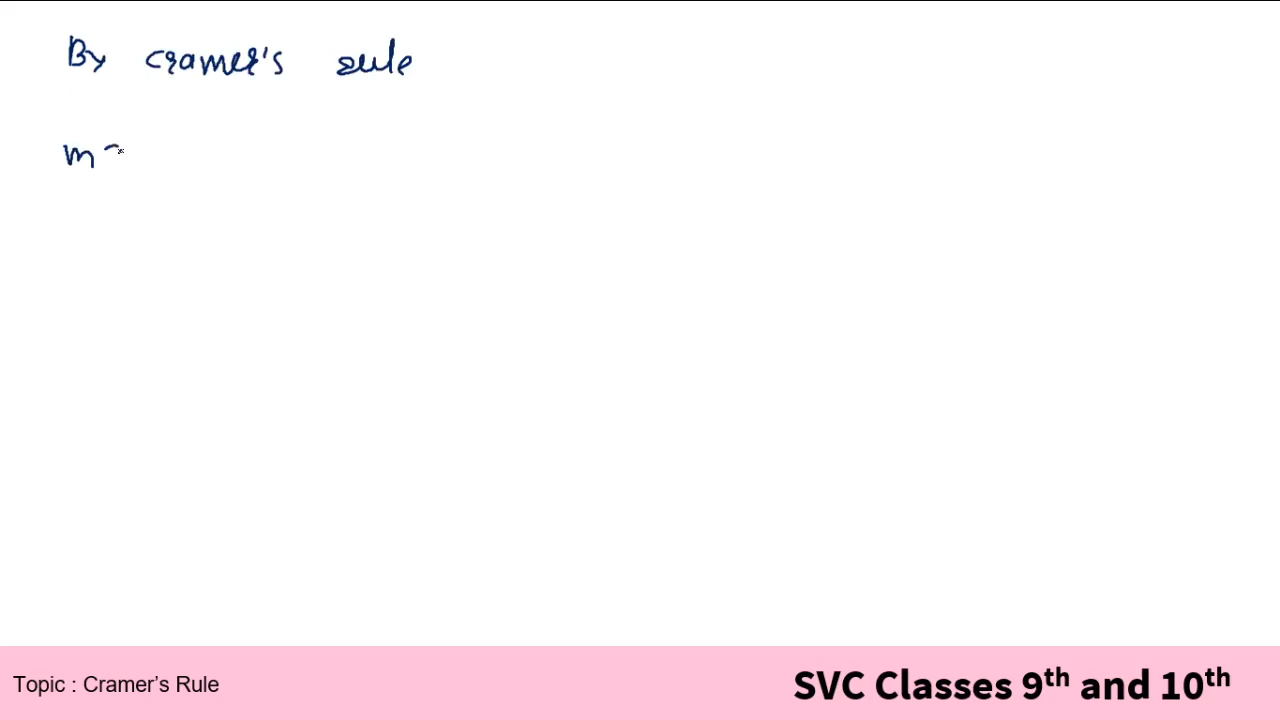 By cramer's rule
m
Topic : Cramer’s Rule
SVC Classes 9th and 10th